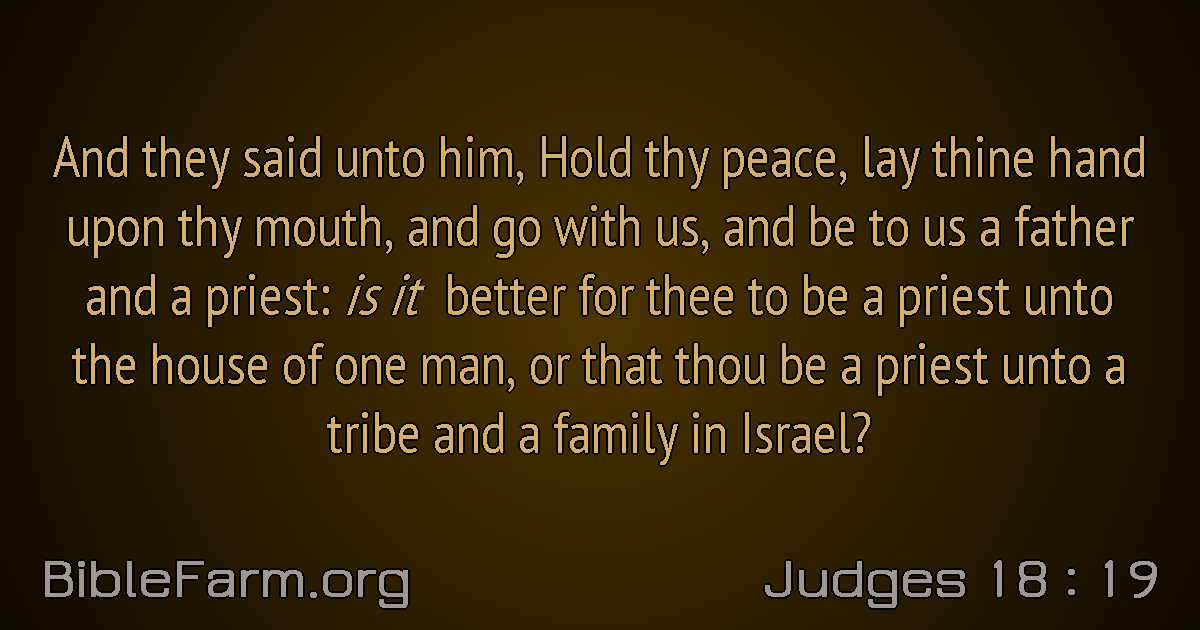 And they said unto him, Hold thy peace, lay thine hand
upon thy mouth, and go with us, and be to us a father
and a priest: is it better for thee to be a priest unto
the house of one man, or that thou be a priest unto a
tribe and a family in Israel?
BibleFarm.org
Judges 18 : 19